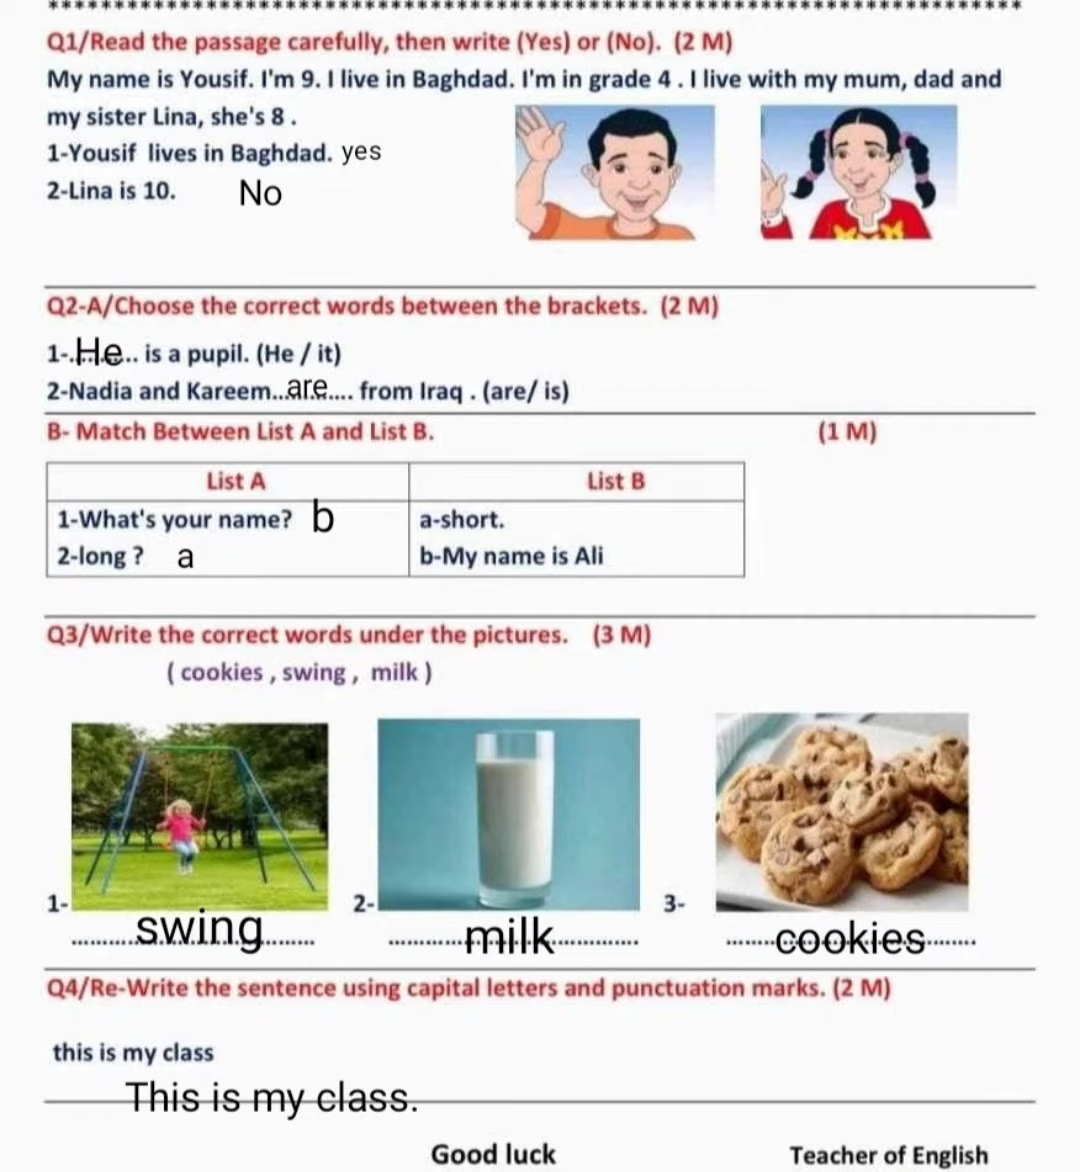 Q1/Read the passage carefully, then write (Yes) or (No). (2 M)
My name is Yousif. I'm 9. I live in Baghdad. I'm in grade 4 . I live with my mum, dad and
my sister Lina, she's 8 .
1-Yousif lives in Baghdad. yes
2-Lina is 10. No
Q2-A/Choose the correct words between the brackets. (2 M)
1-.He.. is a pupil. (He / it)
2-Nadia and Kareem...are.... from Iraq . (are/ is)
B- Match Between List A and List B. (1 M)
List A List B
1-What's your name? b a-short.
2-long ? a b-My name is Ali
Q3/Write the correct words under the pictures. (3 M)
( cookies , swing , milk )
1- 2- 3-
swing milk cookies
Q4/Re-Write the sentence using capital letters and punctuation marks. (2 M)
this is my class
This is my class.
Good luck Teacher of English